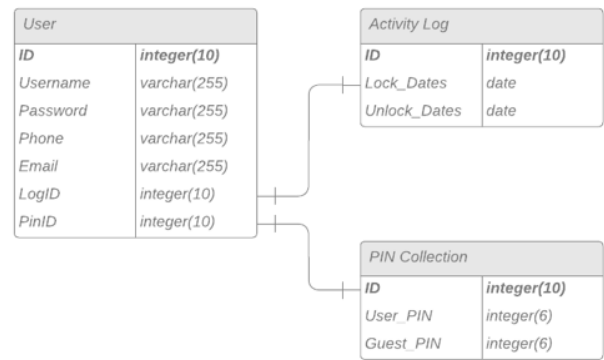 User
ID integer(10)
Username varchar(255)
Password varchar(255)
Phone varchar(255)
Email varchar(255)
LogID integer(10)
PinID integer(10)
Activity Log
ID integer(10)
Lock_Dates date
Unlock_Dates date
PIN Collection
ID integer(10)
User_PIN integer(6)
Guest_PIN integer(6)